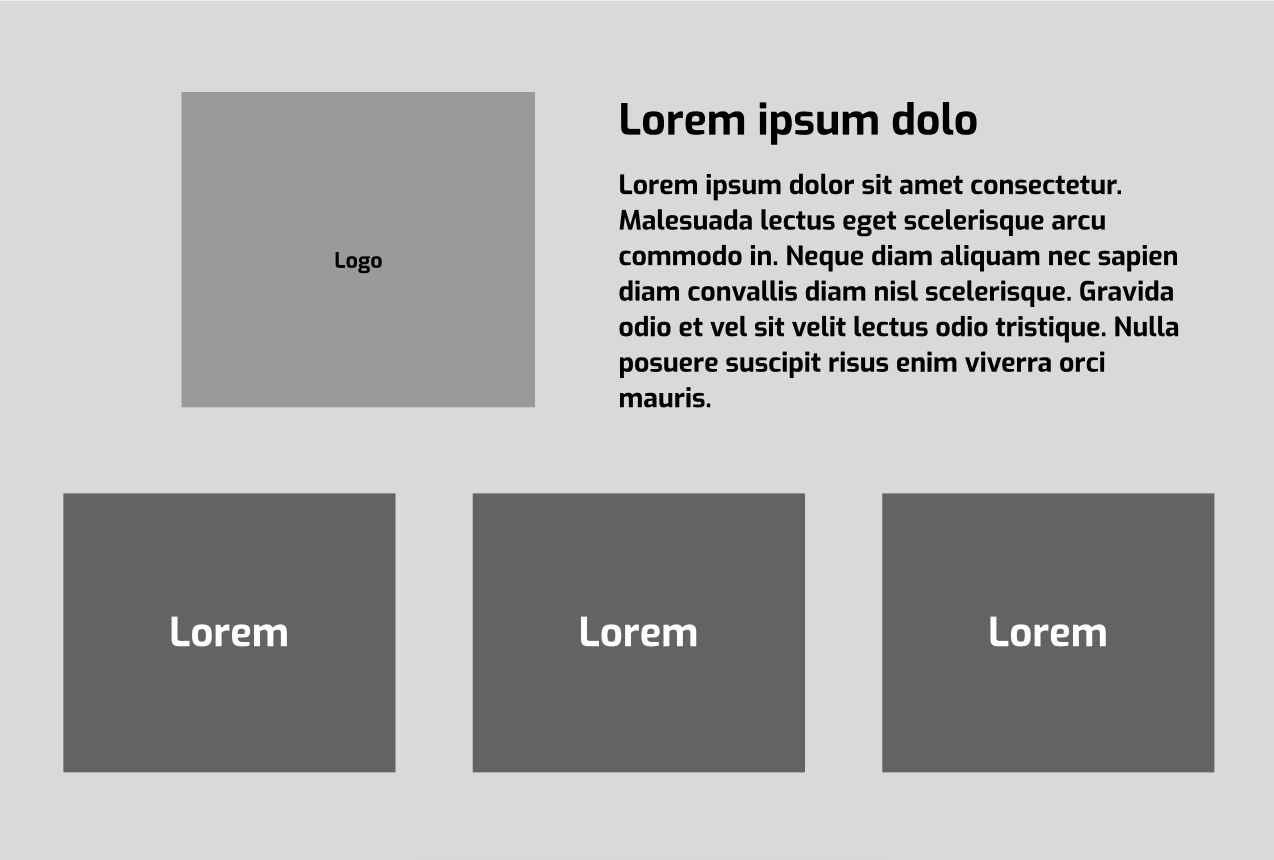 Logo
Lorem ipsum dolo
Lorem ipsum dolor sit amet consectetur.
Malesuada lectus eget scelerisque arcu
commodo in. Neque diam aliquam nec sapien
diam convallis diam nisl scelerisque. Gravida
odio et vel sit velit lectus odio tristique. Nulla
posuere suscipit risus enim viverra orci
mauris.
Lorem
Lorem
Lorem